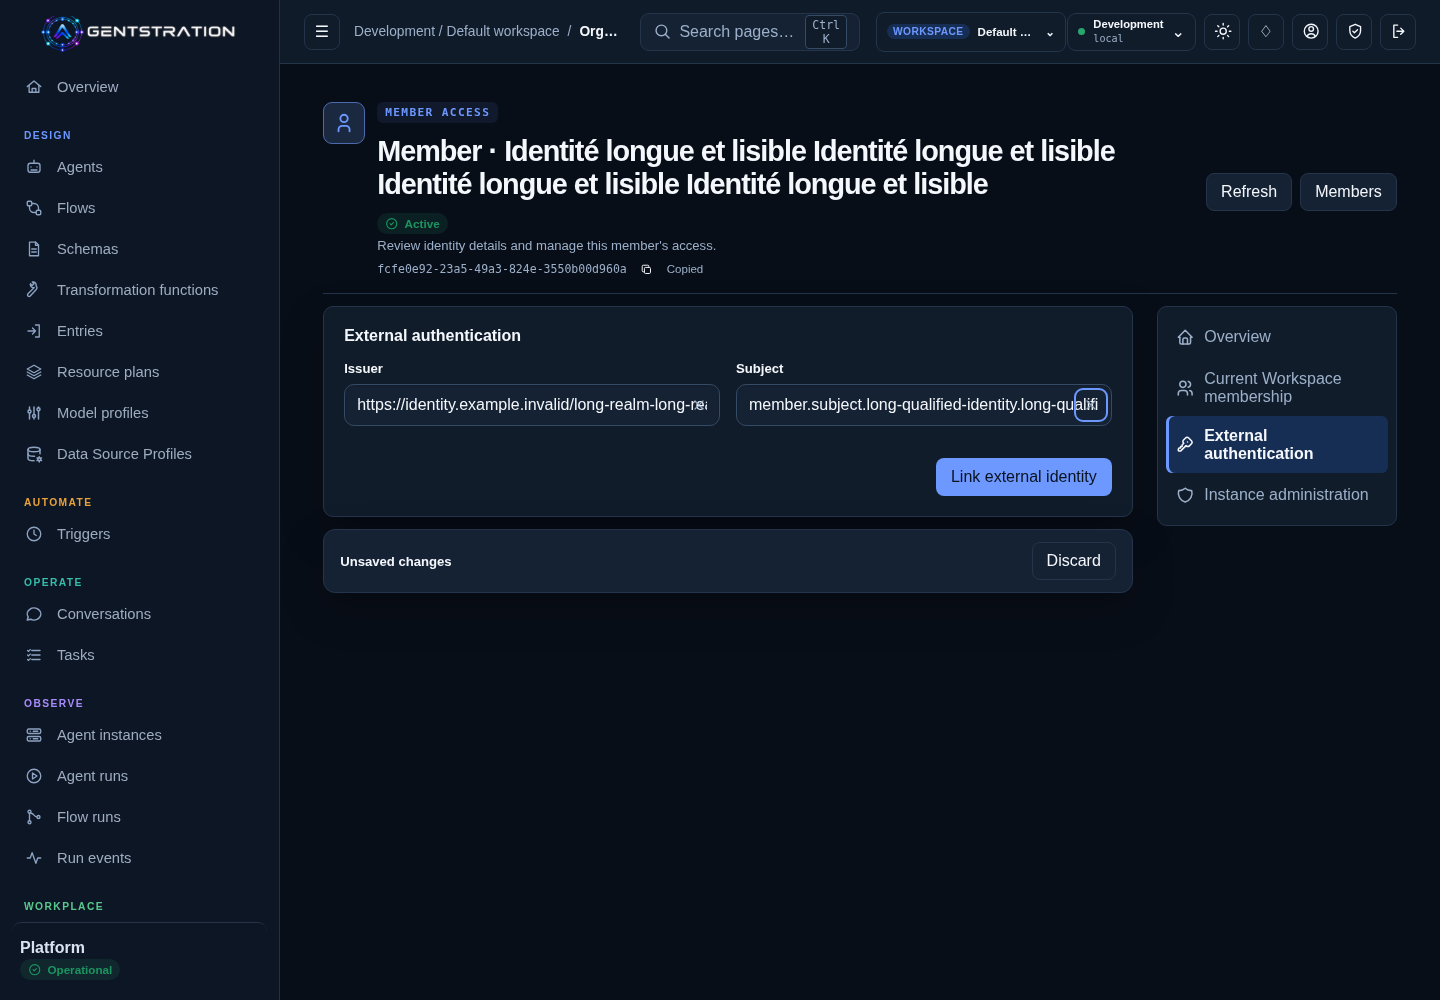 GENTSTRATION
Overview
DESIGN
Agents
Flows
Schemas
Transformation functions
Entries
Resource plans
Model profiles
Data Source Profiles
AUTOMATE
Triggers
OPERATE
Conversations
Tasks
OBSERVE
Agent instances
Agent runs
Flow runs
Run events
WORKPLACE
Platform
Operational
Development / Default workspace / Org…
Search pages…
Ctrl
K
WORKSPACE Default …
Development
local
MEMBER ACCESS
Member · Identité longue et lisible Identité longue et lisible
Identité longue et lisible Identité longue et lisible
Active
Review identity details and manage this member's access.
fcfe0e92-23a5-49a3-824e-3550b00d960a Copied
Refresh
Members
External authentication
Issuer
Subject
https://identity.example.invalid/long-realm-long-rea
member.subject.long-qualified-identity.long-qualifi
Link external identity
Unsaved changes
Discard
Overview
Current Workspace
membership
External
authentication
Instance administration